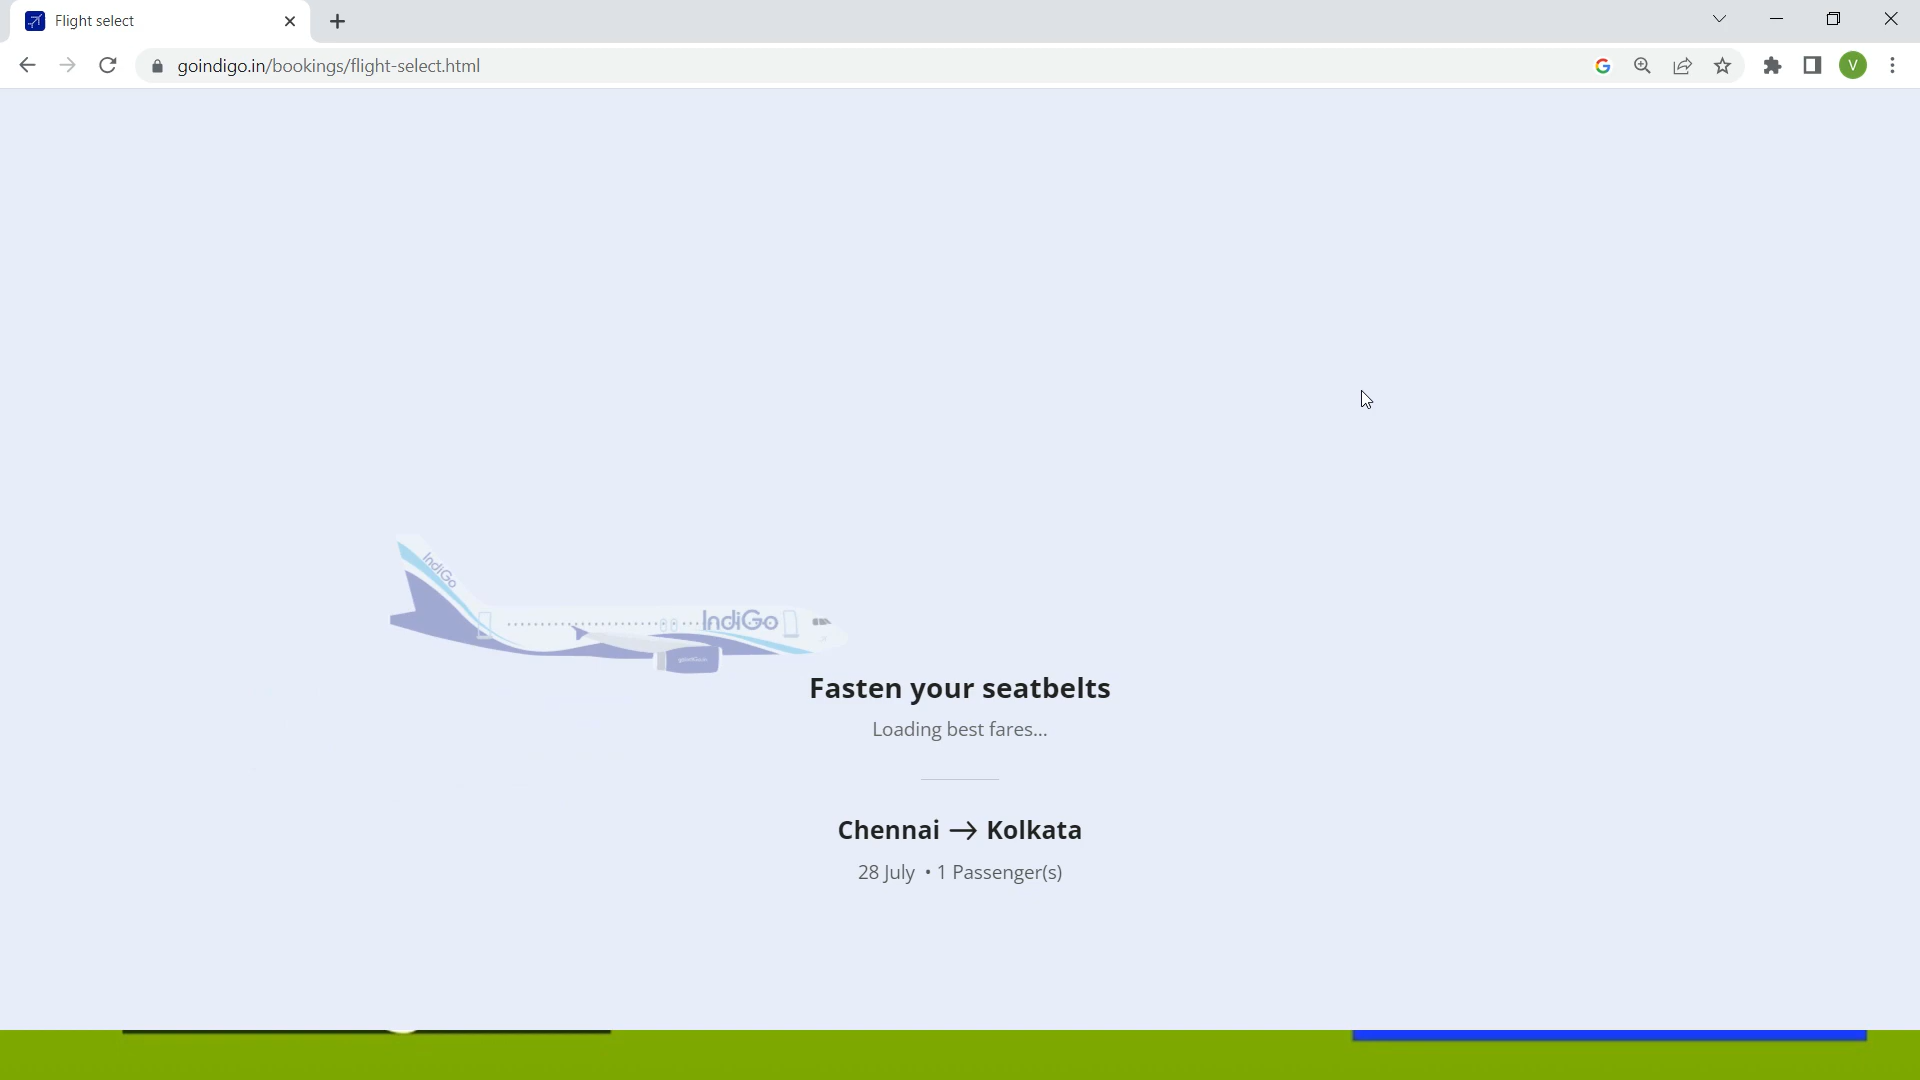 Flight select
goindigo.in/bookings/flight-select.html
V
IndiGo
IndiGo
Fasten your seatbelts
Loading best fares...
Chennai → Kolkata
28 July • 1 Passenger(s)